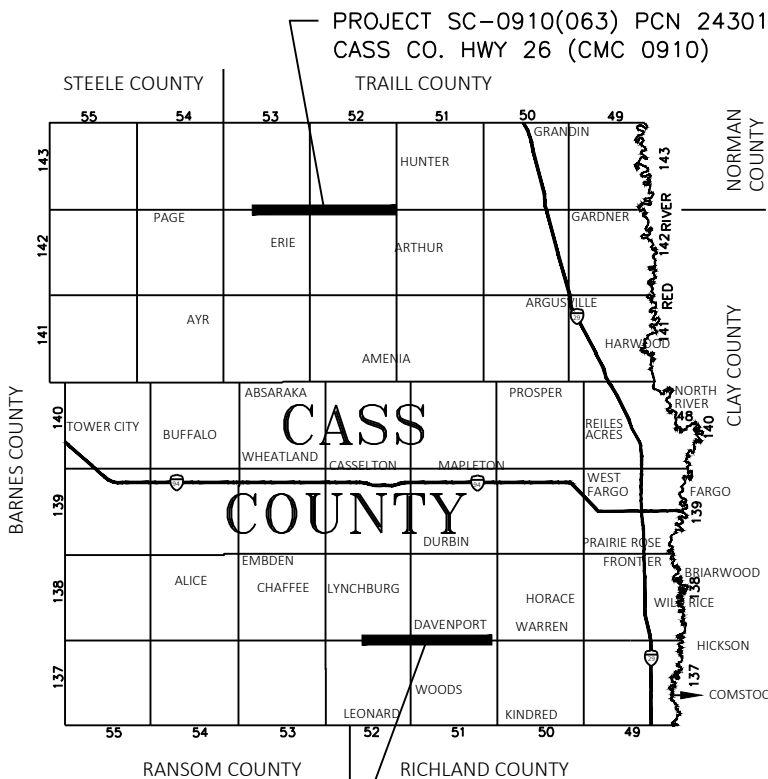 PROJECT SC-0910(063) PCN 24301
CASS CO. HWY 26 (CMC 0910)
STEELE COUNTY
TRAILL COUNTY
55 54 53 52 51 50 49
NORMAN
COUNTY
143
GRANDIN
HUNTER
143
PAGE
GARDNER
RIVER
142
ERIE
ARTHUR
142
RED
ARGUSVILLE
29
AYR
141
141
HARWOOD
AMENIA
CLAY COUNTY
BARNES COUNTY
ABSARAKA
PROSPER
NORTH
RIVER
140
TOWER CITY
BUFFALO
CASS
REILES
ACRES
48
140
WHEATLAND
CASSELTON
MAPLETON
94
94
WEST
FARGO
FARGO
139
COUNTY
139
DURBIN
PRAIRIE ROSE
EMBDEN
FRONTIER
138
ALICE
CHAFFEE
LYNCHBURG
BRIARWOOD
138
HORACE
WILD RICE
DAVENPORT
WARREN
HICKSON
29
137
WOODS
137
COMSTOC
LEONARD
KINDRED
55 54 53 52 51 50 49
RANSOM COUNTY
RICHLAND COUNTY